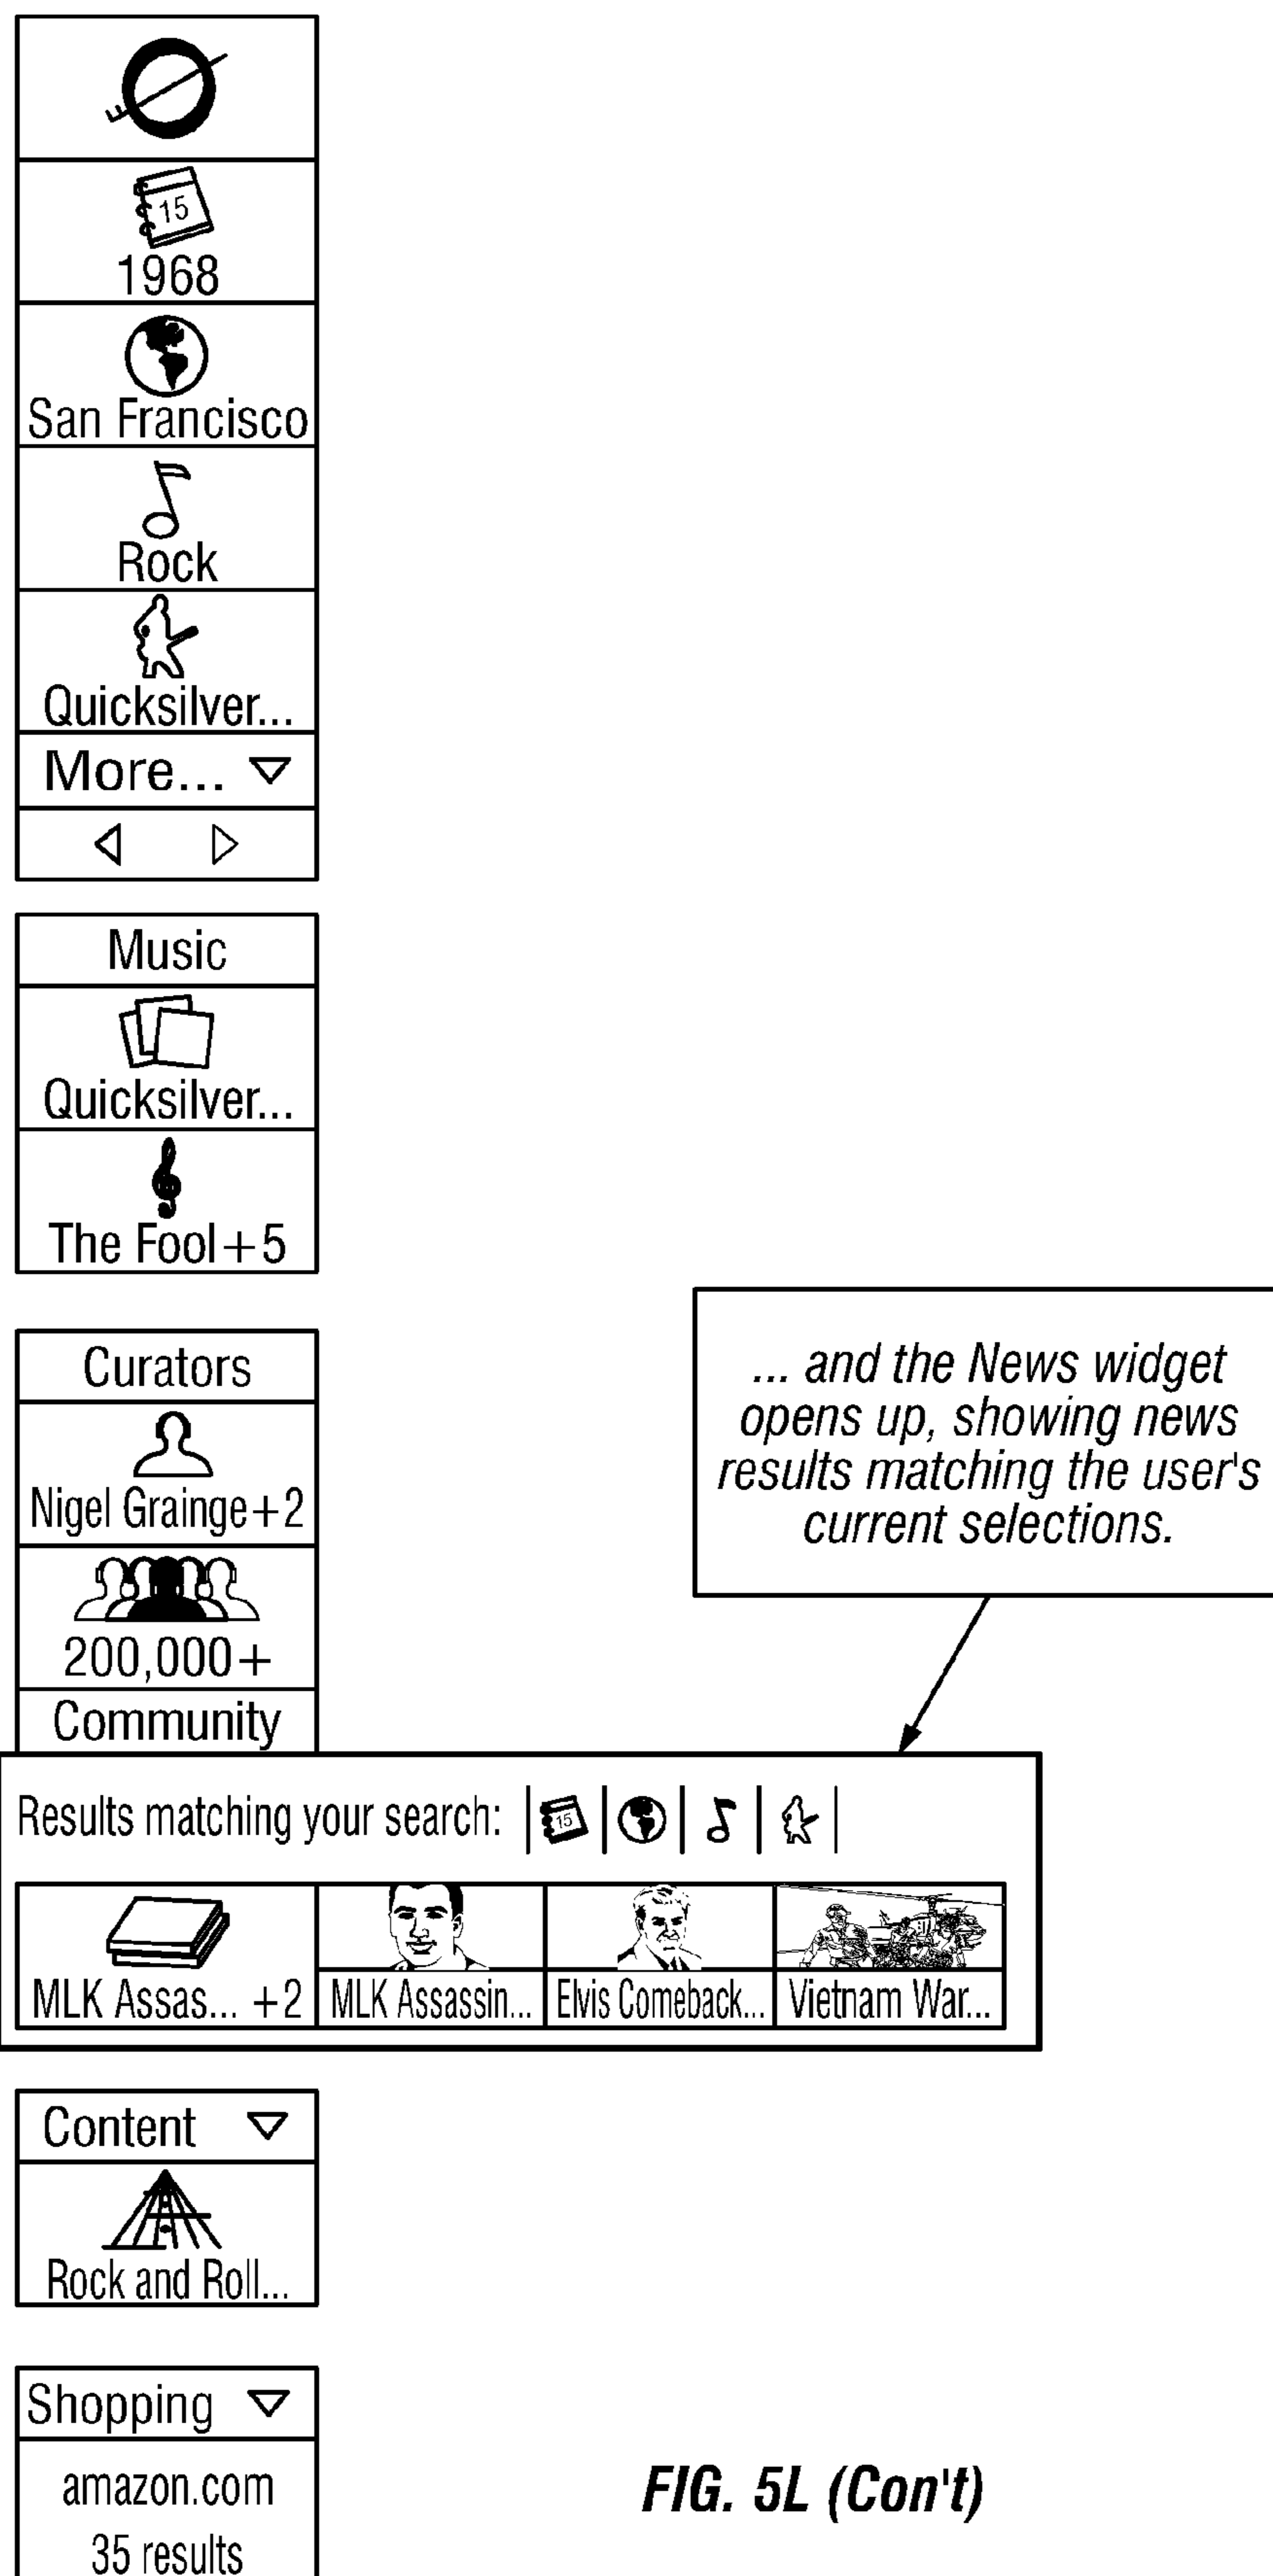 15
1968
San Francisco
Rock
Quicksilver...
More...
Music
Quicksilver...
The Fool+5
Curators
Nigel Grainge+2
200,000+
Community
... and the News widget
opens up, showing news
results matching the user's
current selections.
Results matching your search:
15
MLK Assas... +2
MLK Assassin...
Elvis Comeback...
Vietnam War...
Content
Rock and Roll...
Shopping
amazon.com
35 results
FIG. 5L (Con't)